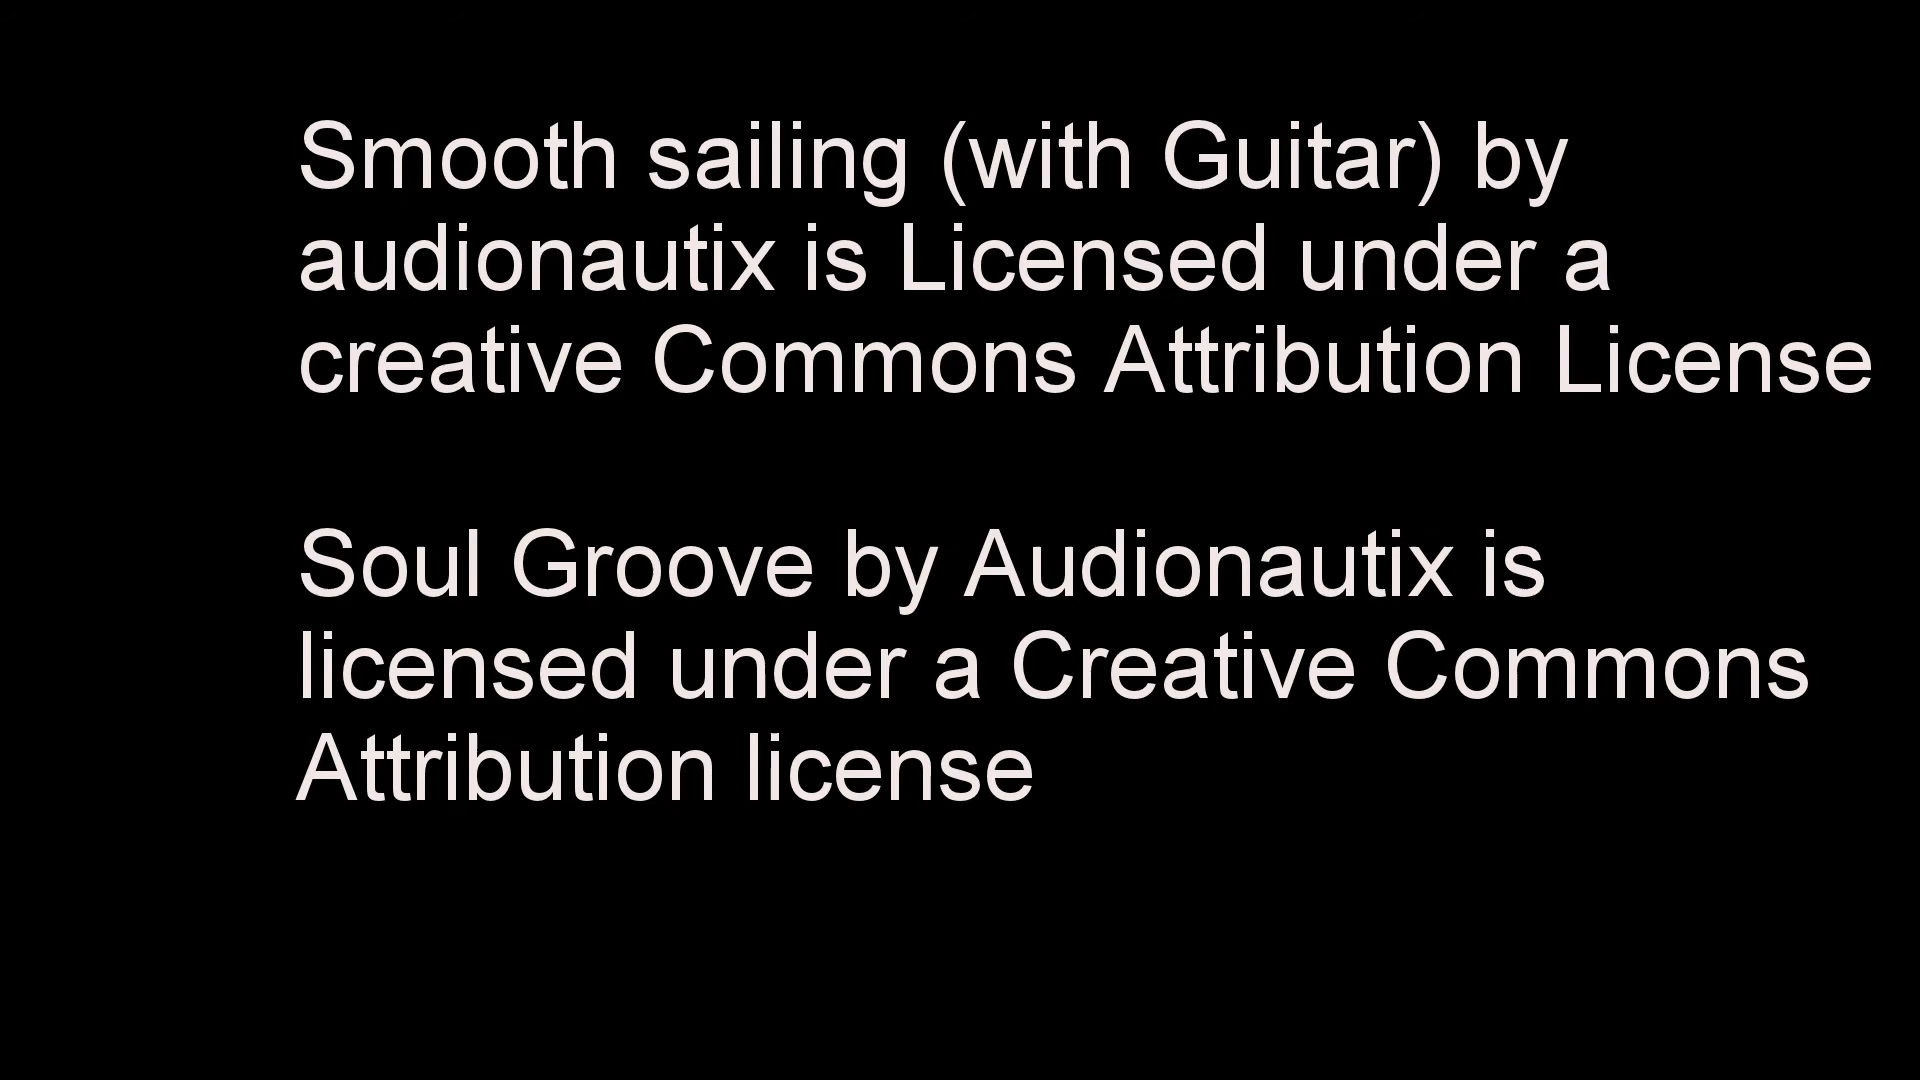 Smooth sailing (with Guitar) by
audionautix is Licensed under a
creative Commons Attribution License
Soul Groove by Audionautix is
licensed under a Creative Commons
Attribution license